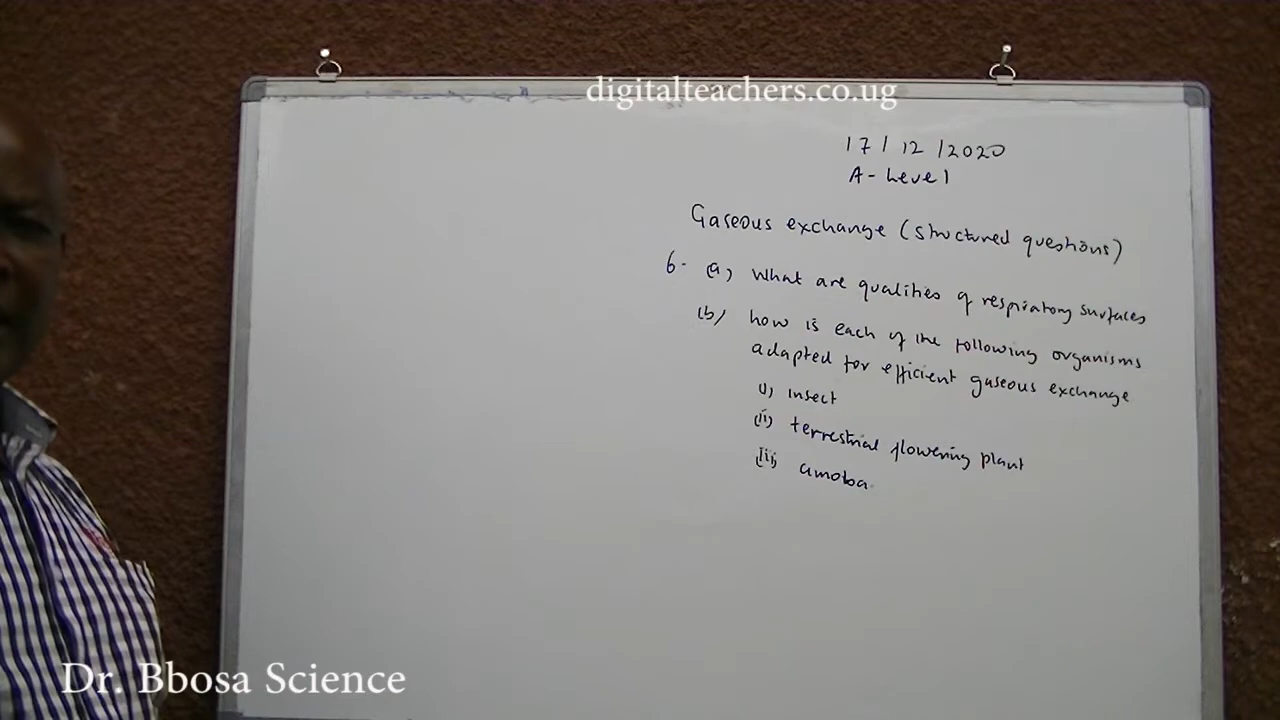 digitalteachers.co.ug
17/12/2020
A-Level
Gaseous exchange (structured questions)
6. (a) What are qualities of respiratory surfaces
(b) how is each of the following organisms
adapted for efficient gaseous exchange
(i) insect
(ii) terrestrial flowering plant
(iii) amoba
Dr. Bbosa Science